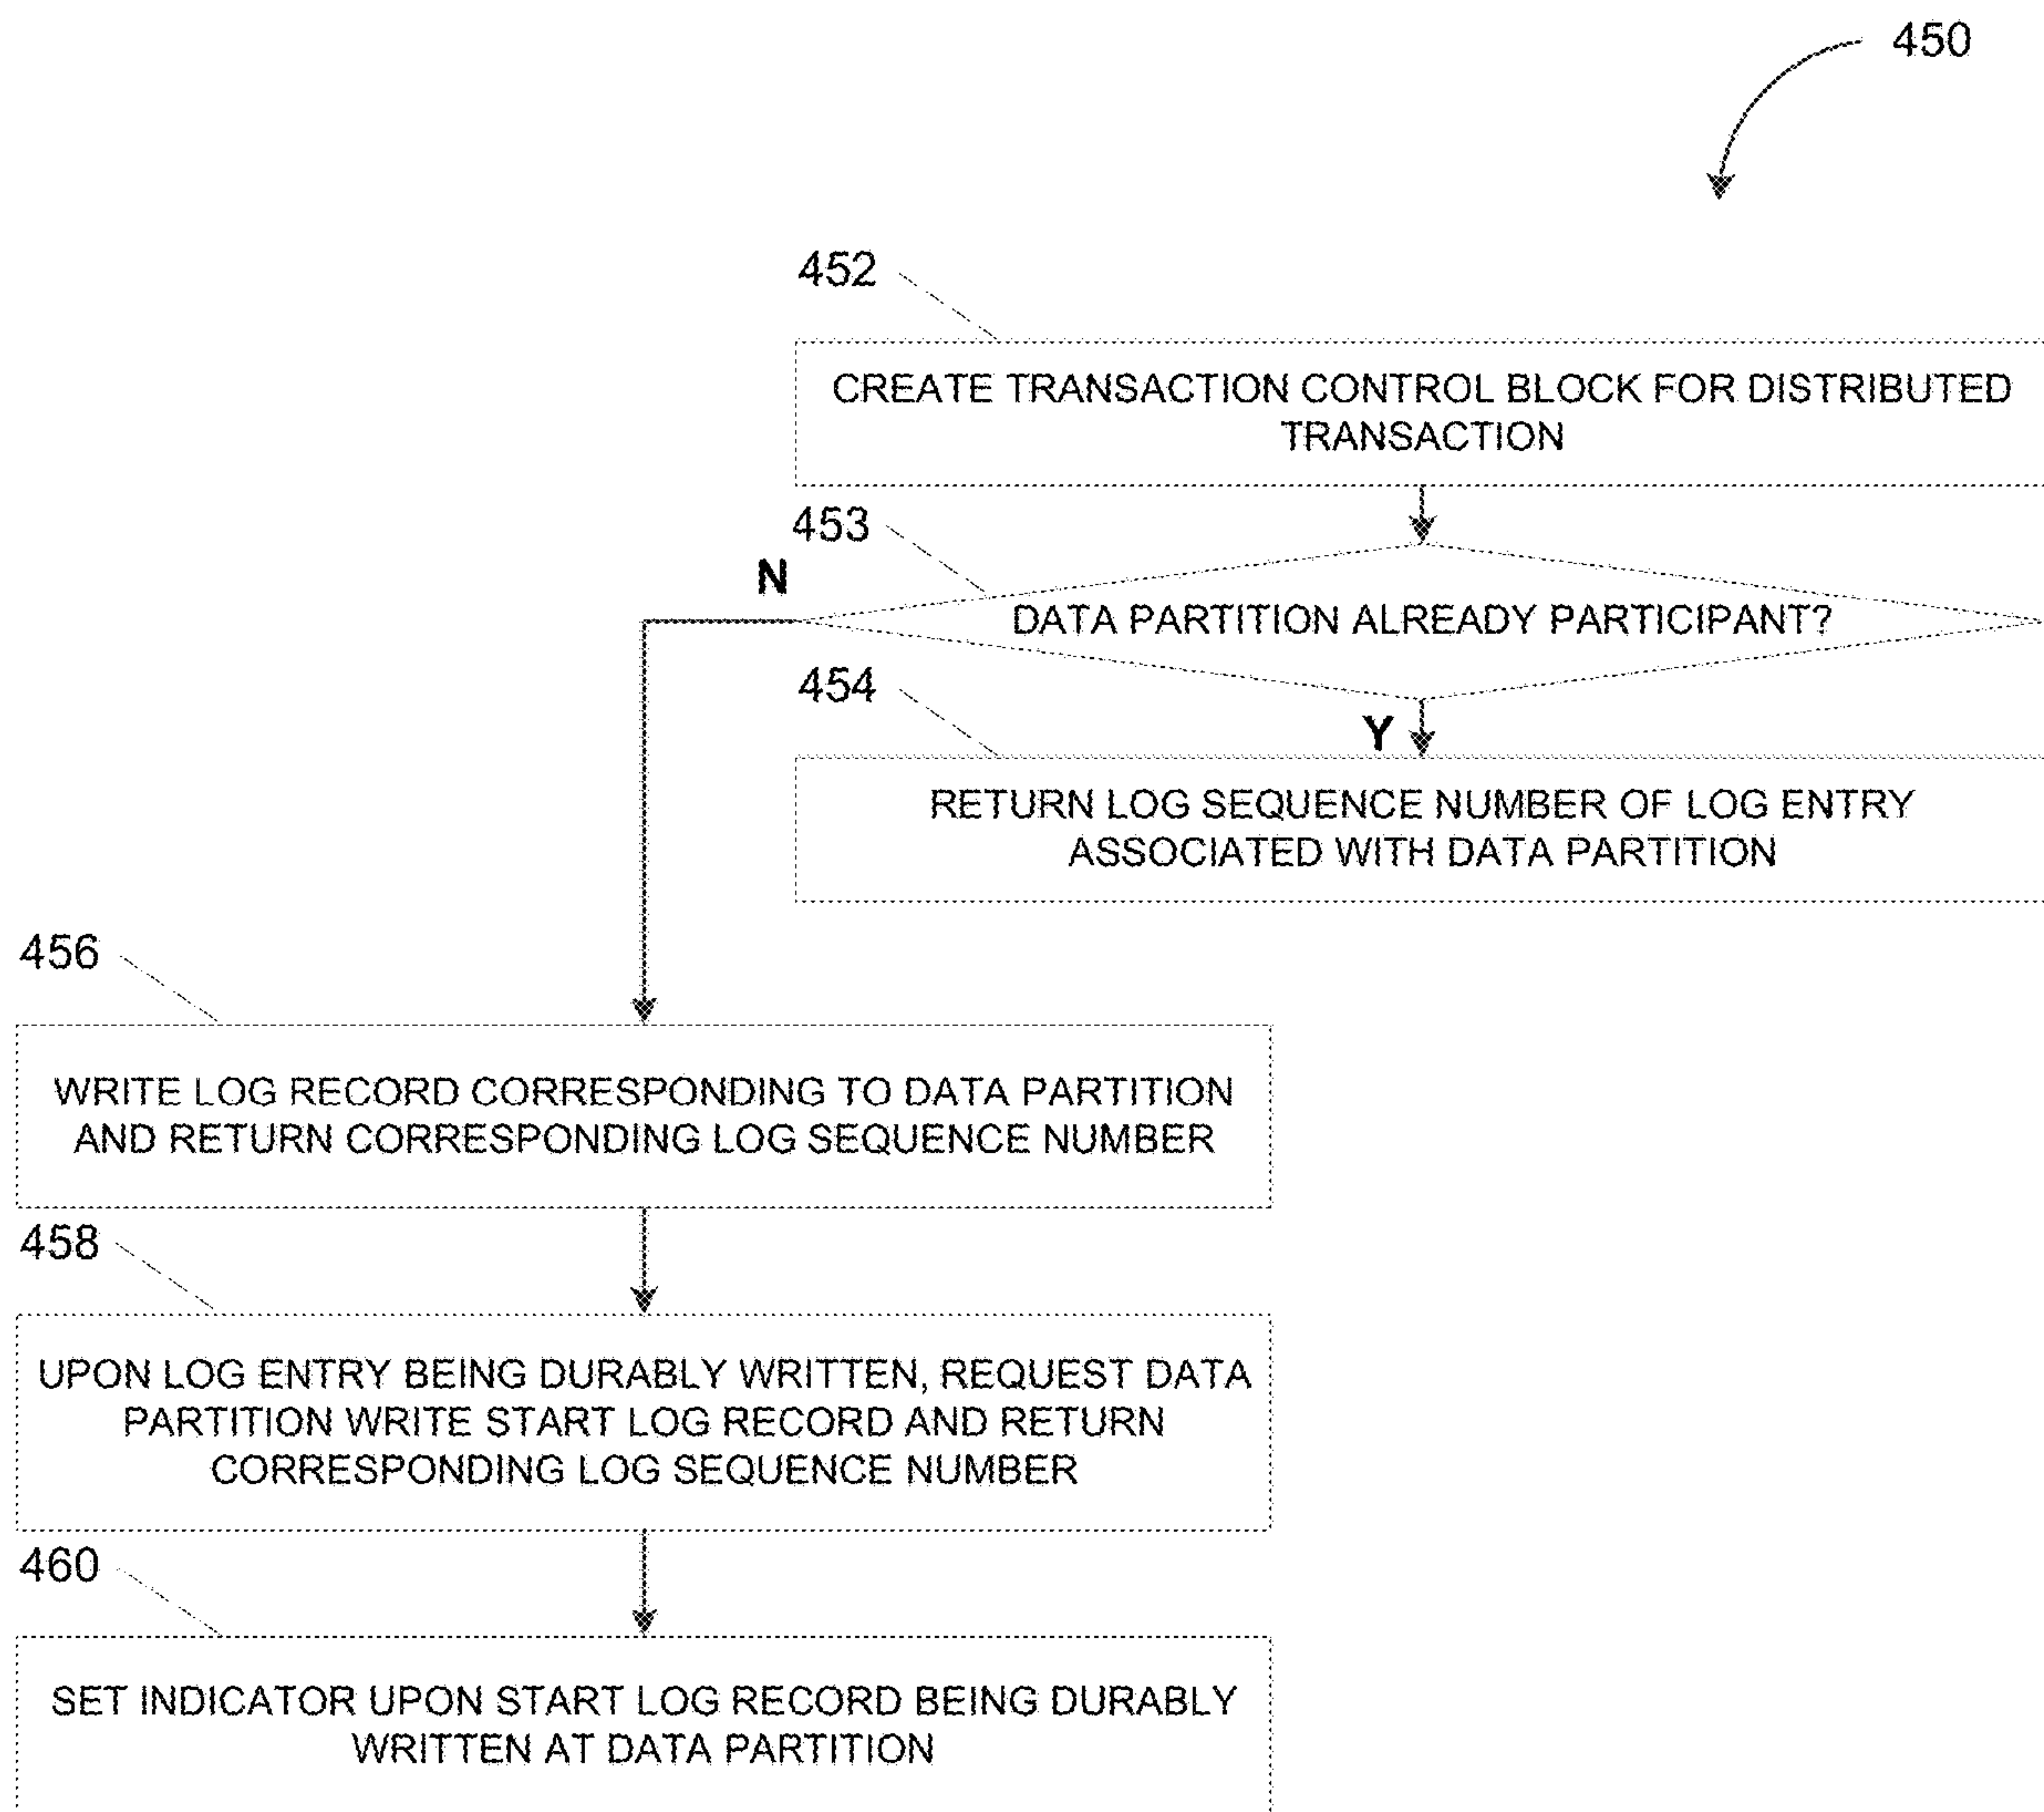 450
452
CREATE TRANSACTION CONTROL BLOCK FOR DISTRIBUTED
TRANSACTION
453
N
DATA PARTITION ALREADY PARTICIPANT?
454
Y
RETURN LOG SEQUENCE NUMBER OF LOG ENTRY
ASSOCIATED WITH DATA PARTITION
456
WRITE LOG RECORD CORRESPONDING TO DATA PARTITION
AND RETURN CORRESPONDING LOG SEQUENCE NUMBER
458
UPON LOG ENTRY BEING DURABLY WRITTEN, REQUEST DATA
PARTITION WRITE START LOG RECORD AND RETURN
CORRESPONDING LOG SEQUENCE NUMBER
460
SET INDICATOR UPON START LOG RECORD BEING DURABLY
WRITTEN AT DATA PARTITION